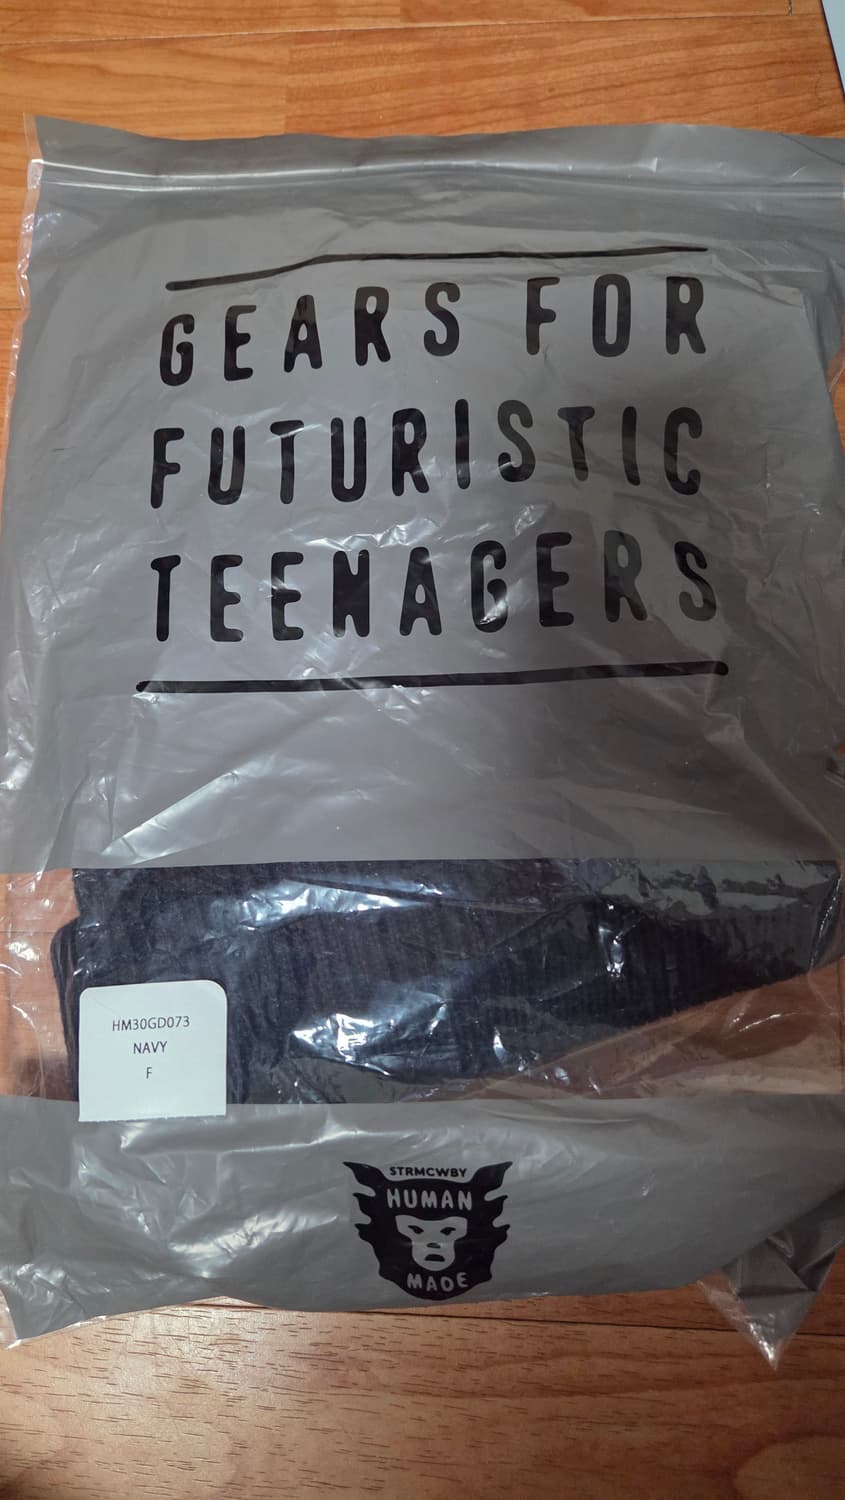 GEARS FOR
FUTURISTIC
TEENAGERS
HM30GD073
NAVY
F
STRMCWBY
HUMAN
MADE